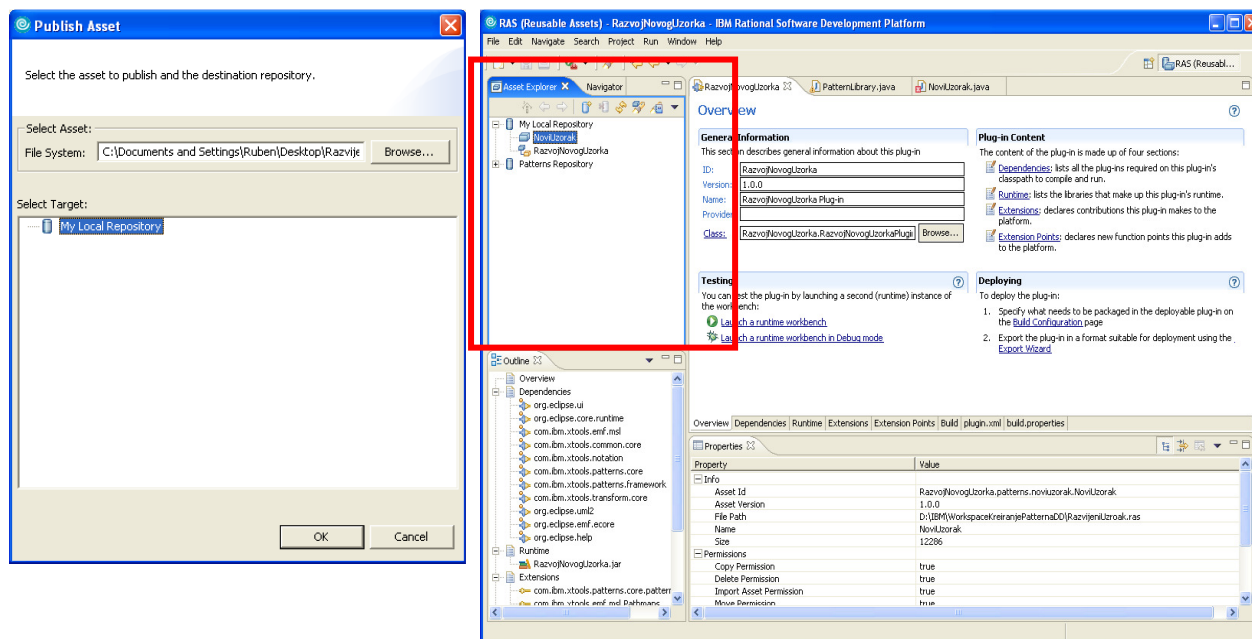 Publish Asset
Select the asset to publish and the destination repository.
Select Asset:
File System: C:\Documents and Settings\Ruben\Desktop\Razvije Browse...
Select Target:
My Local Repository
OK Cancel
RAS (Reusable Assets) - RazvojNovogUzorka - IBM Rational Software Development Platform
File Edit Navigate Search Project Run Window Help
RAS (Reusabl...
Asset Explorer Navigator
My Local Repository
NoviUzorak
RazvojNovogUzorka
Patterns Repository
RazvojNovogUzorka PatternLibrary.java NoviUzorak.java
Overview
General Information
This section describes general information about this plug-in
ID: RazvojNovogUzorka
Version: 1.0.0
Name: RazvojNovogUzorka Plug-in
Provider
Class: RazvojNovogUzorka.RazvojNovogUzorkaPlugi Browse...
Plug-in Content
The content of the plug-in is made up of four sections:
Dependencies: lists all the plug-ins required on this plug-in's
classpath to compile and run.
Runtime: lists the libraries that make up this plug-in's runtime.
Extensions: declares contributions this plug-in makes to the
platform.
Extension Points: declares new function points this plug-in adds
to the platform.
Testing
You can test the plug-in by launching a second (runtime) instance of
the workbench:
Launch a runtime workbench
Launch a runtime workbench in Debug mode
Deploying
To deploy the plug-in:
1. Specify what needs to be packaged in the deployable plug-in on
the Build Configuration page
2. Export the plug-in in a format suitable for deployment using the
Export Wizard
Overview Dependencies Runtime Extensions Extension Points Build plugin.xml build.properties
Outline
Overview
Dependencies
org.eclipse.ui
org.eclipse.core.runtime
com.ibm.xtools.emf.msl
com.ibm.xtools.common.core
com.ibm.xtools.notation
com.ibm.xtools.patterns.core
com.ibm.xtools.patterns.framework
com.ibm.xtools.transform.core
org.eclipse.uml2
org.eclipse.emf.ecore
org.eclipse.help
Runtime
RazvojNovogUzorka.jar
Extensions
com.ibm.xtools.patterns.core.pattern
com.ibm.xtools.emf.msl.Pathmaps
Properties
Property Value
Info
Asset Id RazvojNovogUzorka.patterns.noviuzorak.NoviUzorak
Asset Version 1.0.0
File Path D:\IBM\WorkspaceKreiranjePatternaDD\RazvijeniUzroak.ras
Name NoviUzorak
Size 12286
Permissions
Copy Permission true
Delete Permission true
Import Asset Permission true
Move Permission true